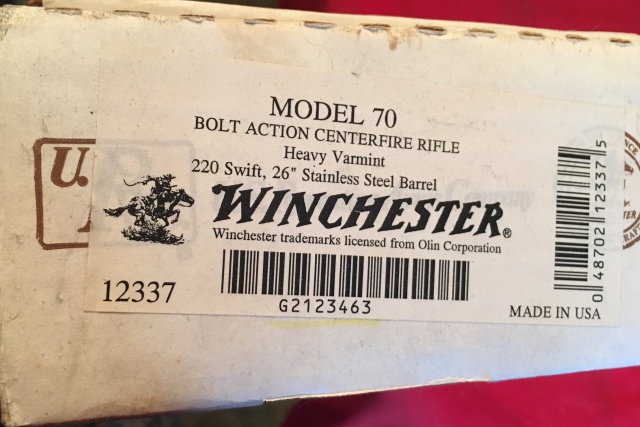 MODEL 70
BOLT ACTION CENTERFIRE RIFLE
Heavy Varmint
220 Swift, 26" Stainless Steel Barrel
WINCHESTER®
Winchester trademarks licensed from Olin Corporation
12337
G2123463
MADE IN USA
0 48702 12337 5
U.
Company